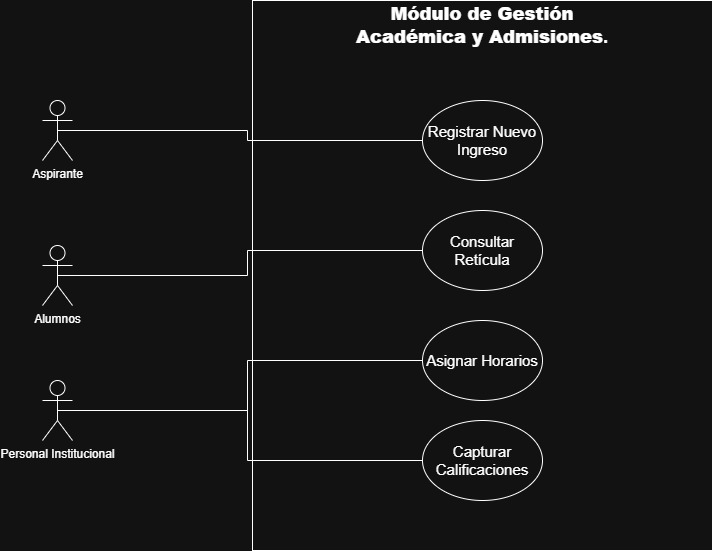 Módulo de Gestión
Académica y Admisiones.
Registrar Nuevo
Ingreso
Aspirante
Consultar
Retícula
Alumnos
Asignar Horarios
Personal Institucional
Capturar
Calificaciones